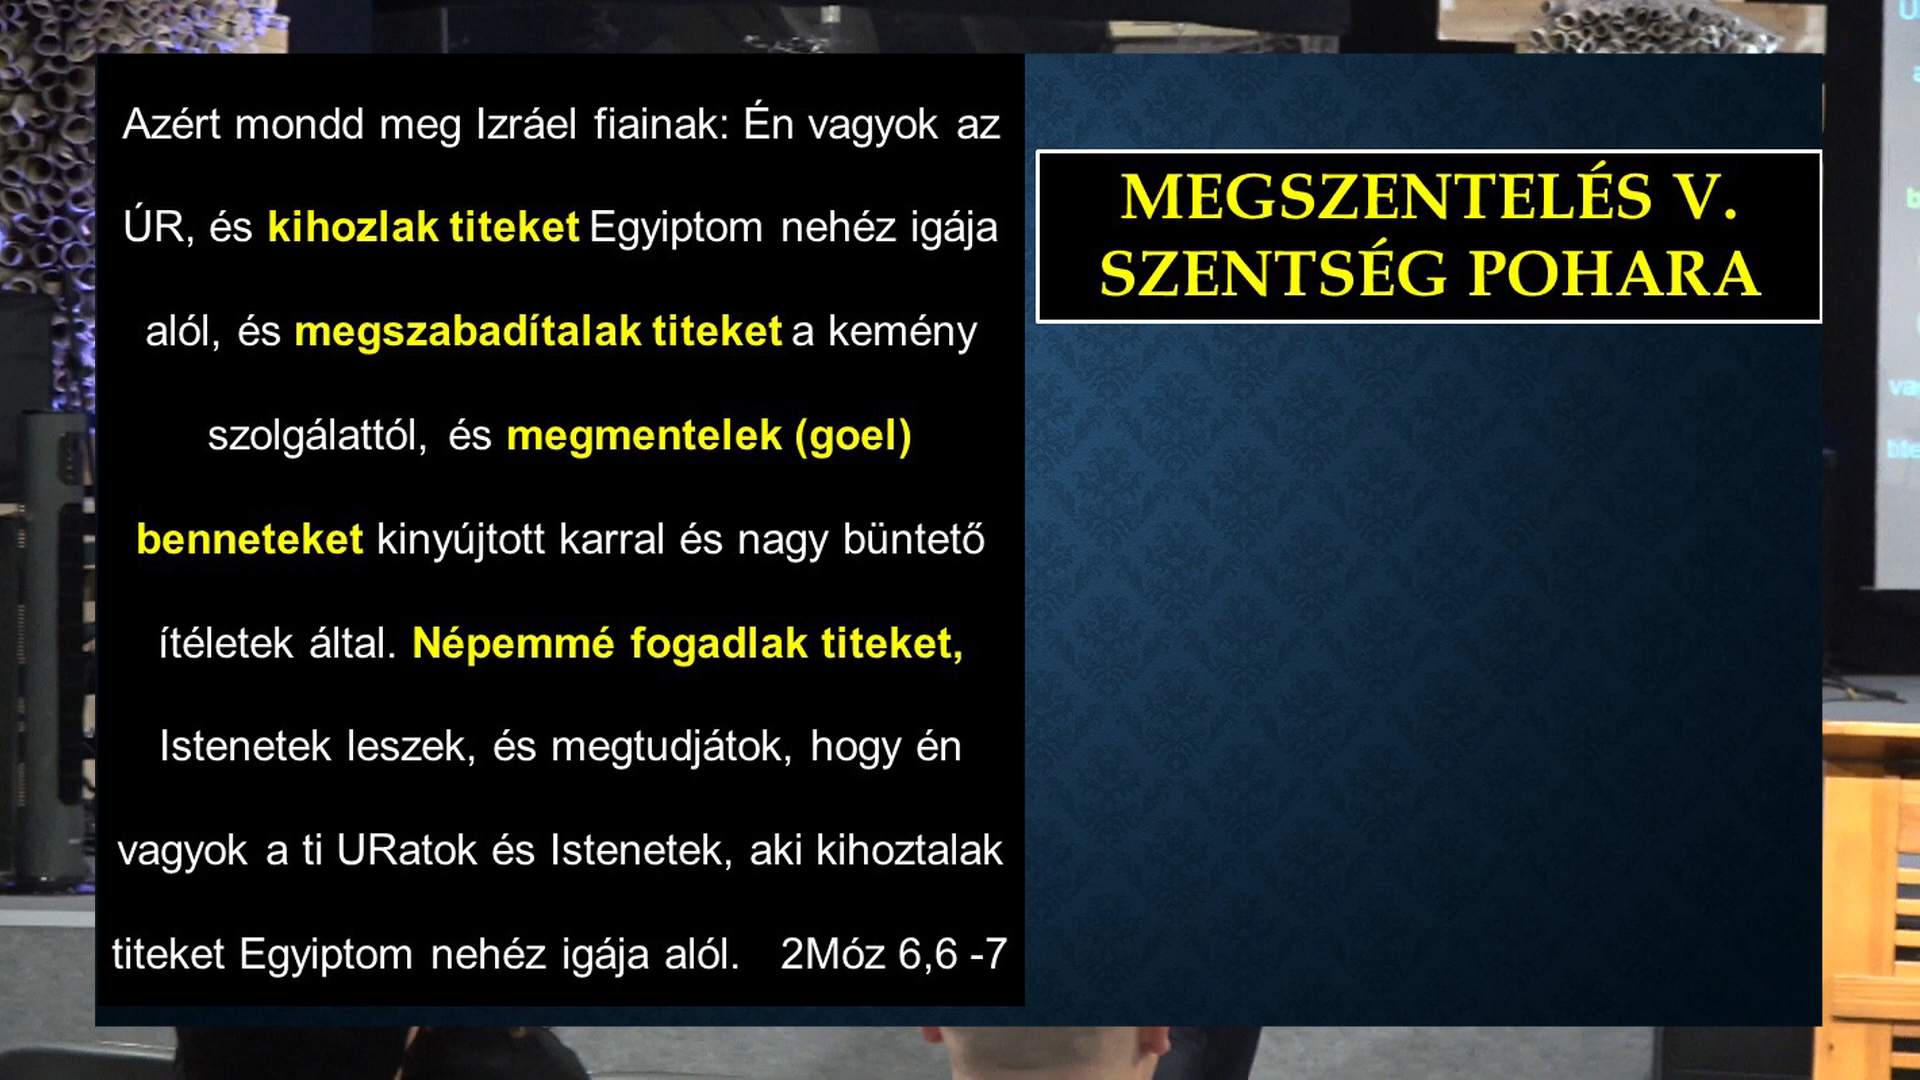 Azért mondd meg Izráel fiainak: Én vagyok az
ÚR, és kihozlak titeket Egyiptom nehéz igája
alól, és megszabadítalak titeket a kemény
szolgálattól, és megmentelek (goel)
benneteket kinyújtott karral és nagy büntető
ítéletek által. Népemmé fogadlak titeket,
Istenetek leszek, és megtudjátok, hogy én
vagyok a ti URatok és Istenetek, aki kihoztalak
titeket Egyiptom nehéz igája alól. 2Móz 6,6 -7
MEGSZENTELÉS V.
SZENTSÉG POHARA